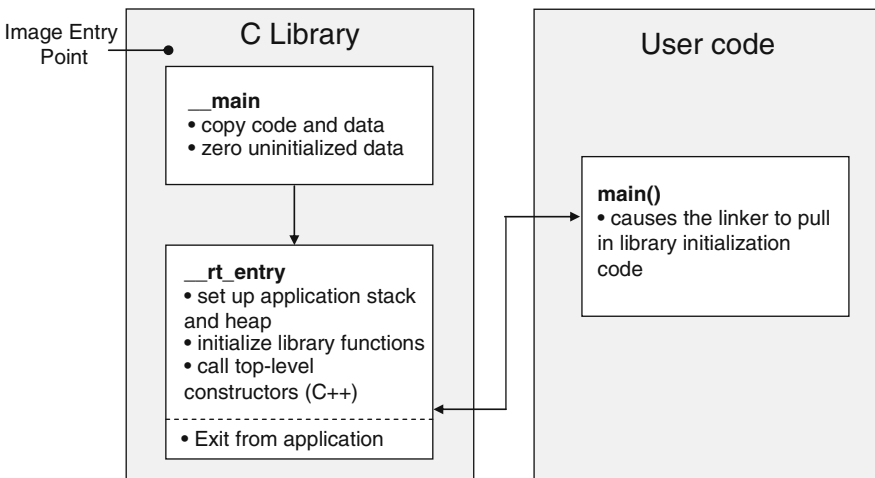 Image Entry
Point
C Library
__main
• copy code and data
• zero uninitialized data
__rt_entry
• set up application stack
and heap
• initialize library functions
• call top-level
constructors (C++)
• Exit from application
User code
main()
• causes the linker to pull
in library initialization
code